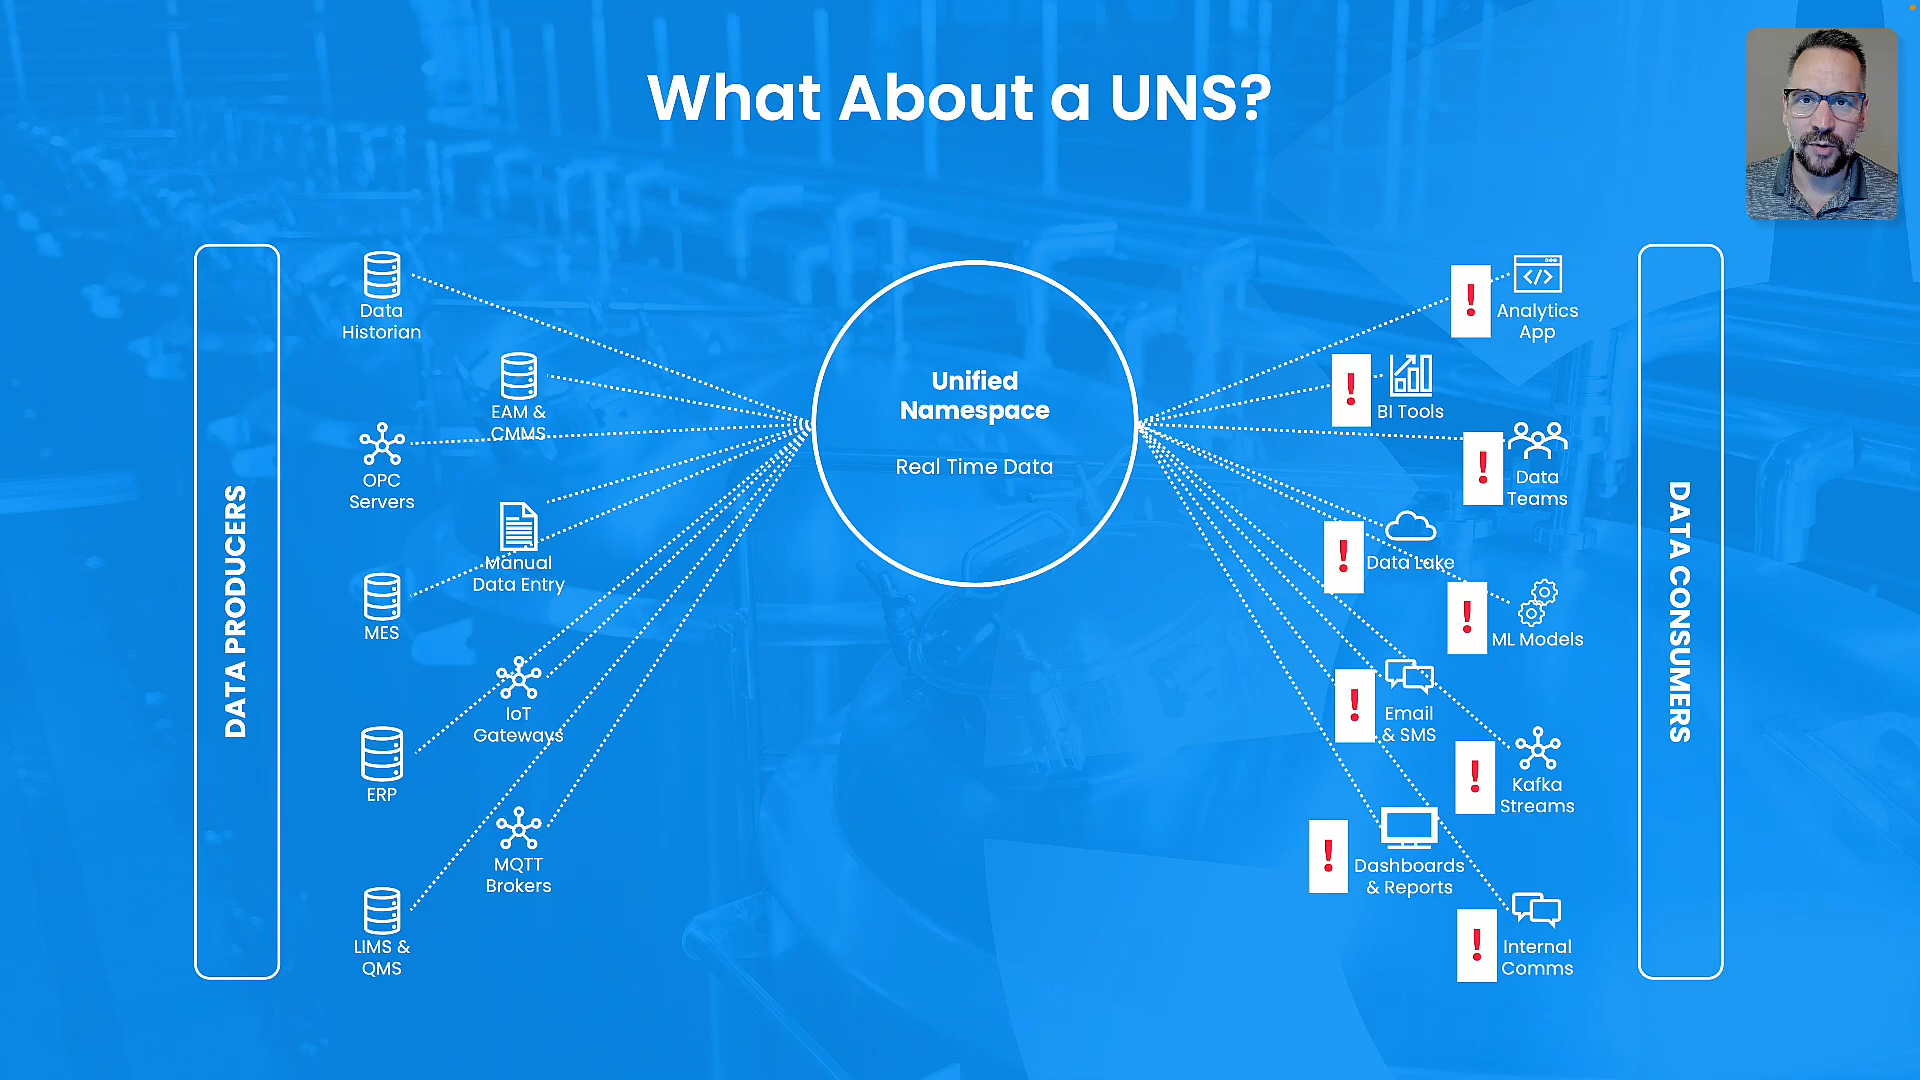 What About a UNS?
DATA PRODUCERS
Data
Historian
EAM &
CMMS
OPC
Servers
Manual
Data Entry
MES
IoT
Gateways
ERP
MQTT
Brokers
LIMS &
QMS
Unified
Namespace
Real Time Data
!
Analytics
App
!
BI Tools
!
Data
Teams
!
Data Lake
!
ML Models
!
Email
& SMS
!
Kafka
Streams
!
Dashboards
& Reports
!
Internal
Comms
DATA CONSUMERS